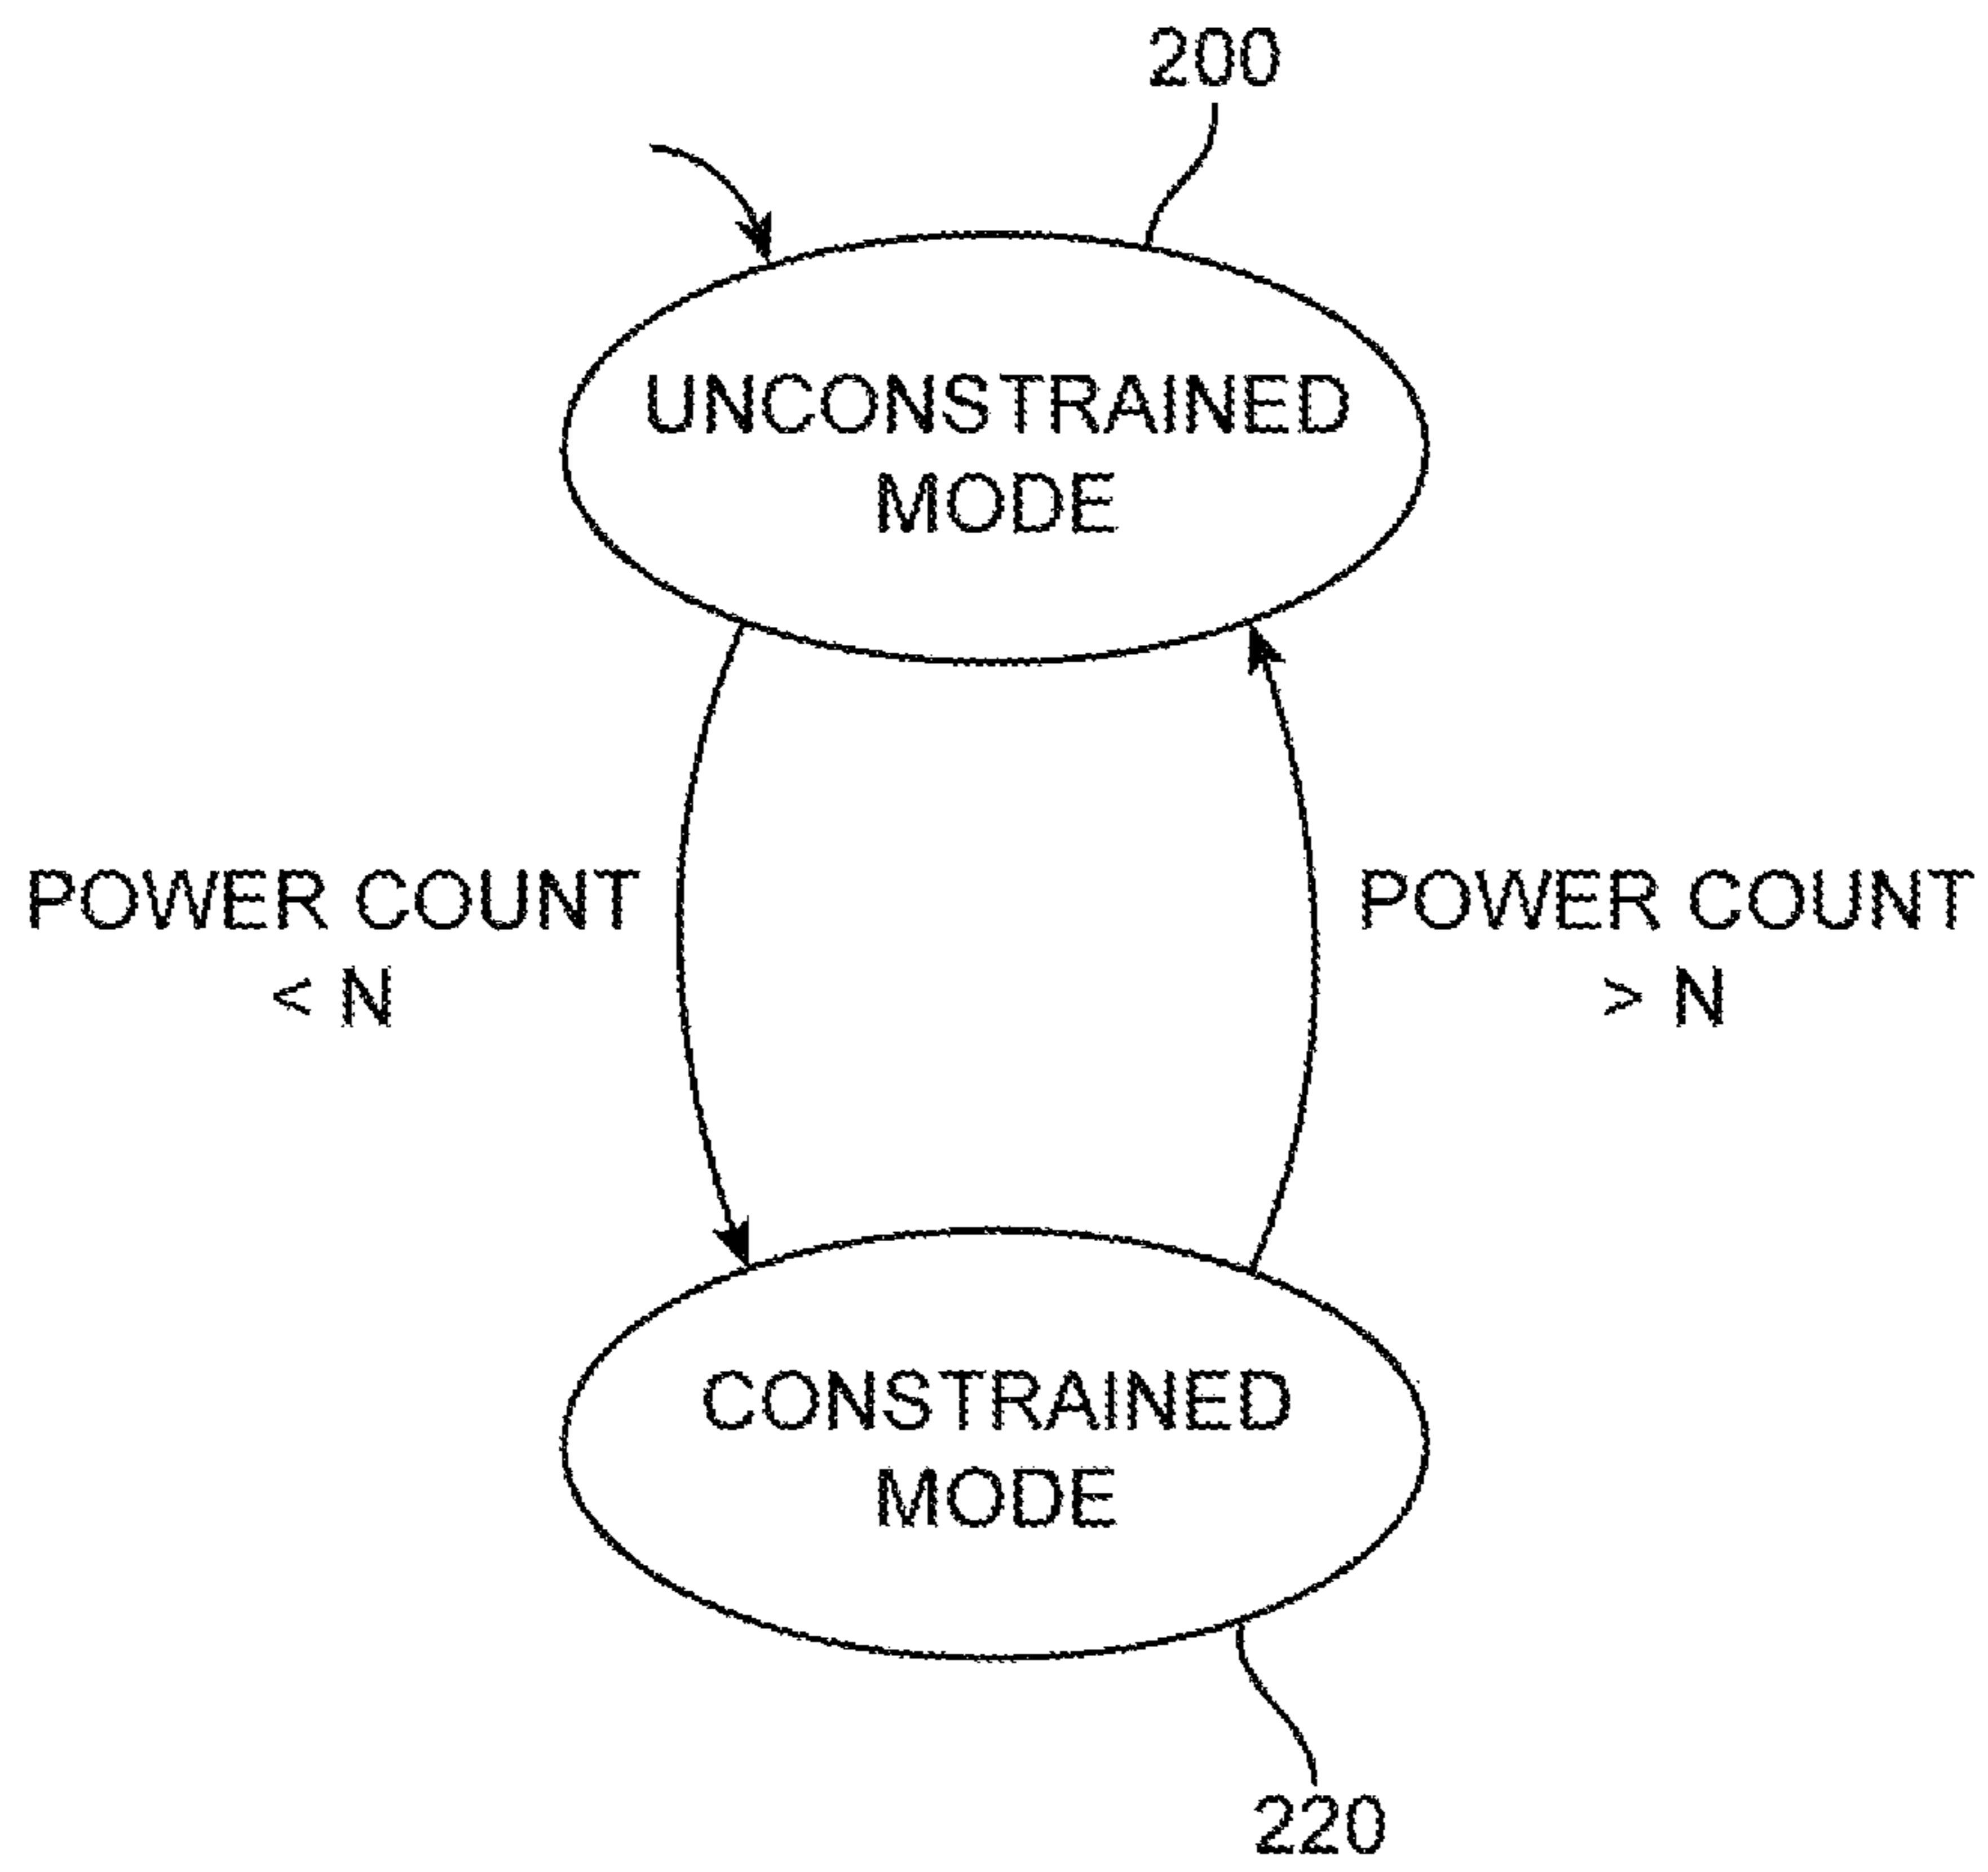 200
UNCONSTRAINED
MODE
POWER COUNT
< N
POWER COUNT
> N
CONSTRAINED
MODE
220